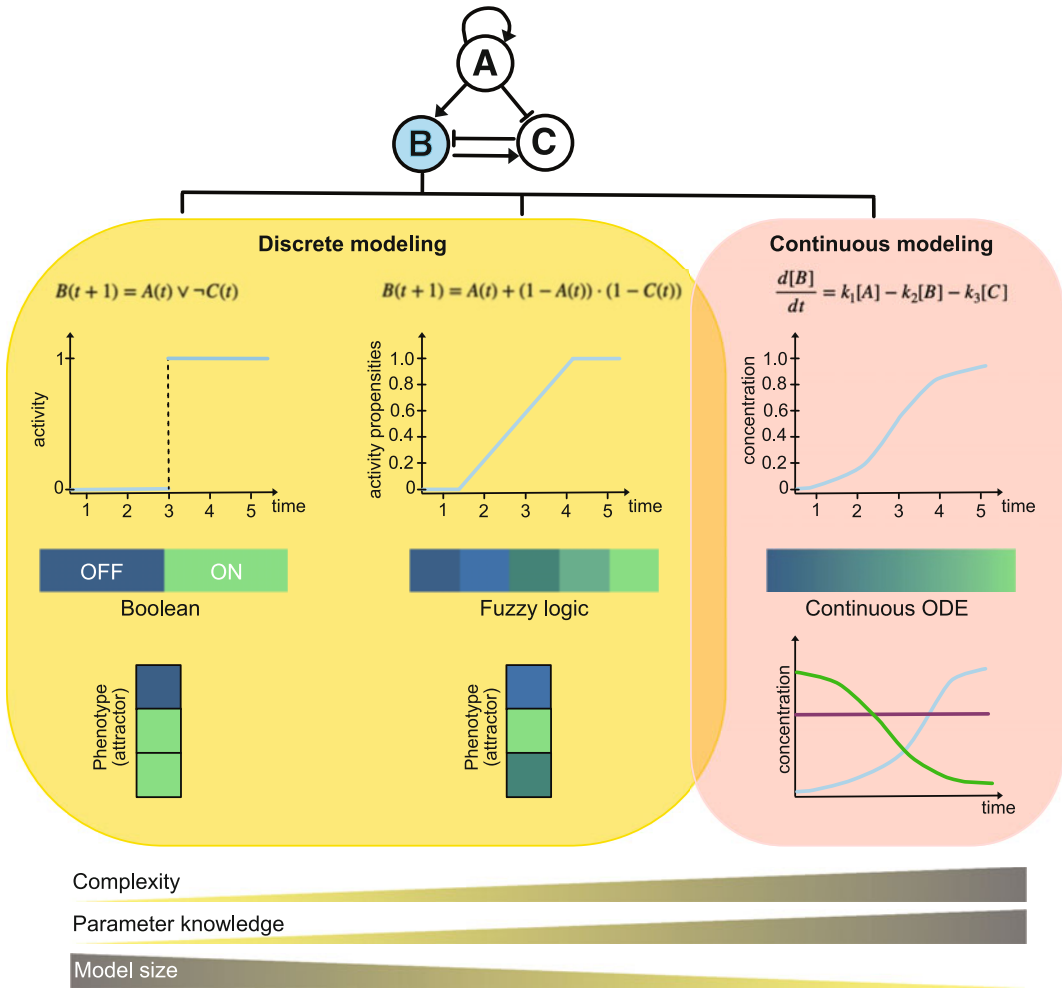 A
B
C
Discrete modeling
Continuous modeling
B(t + 1) = A(t) ∨ ¬C(t)
B(t + 1) = A(t) + (1 − A(t)) · (1 − C(t))
d[B]/dt = k₁[A] − k₂[B] − k₃[C]
activity
1
0
1 2 3 4 5
time
activity propensities
1.0
0.8
0.6
0.4
0.2
0
1 2 3 4 5
time
concentration
1.0
0.8
0.6
0.4
0.2
0
1 2 3 4 5
time
OFF
ON
Boolean
Fuzzy logic
Continuous ODE
Phenotype
(attractor)
Phenotype
(attractor)
concentration
time
Complexity
Parameter knowledge
Model size